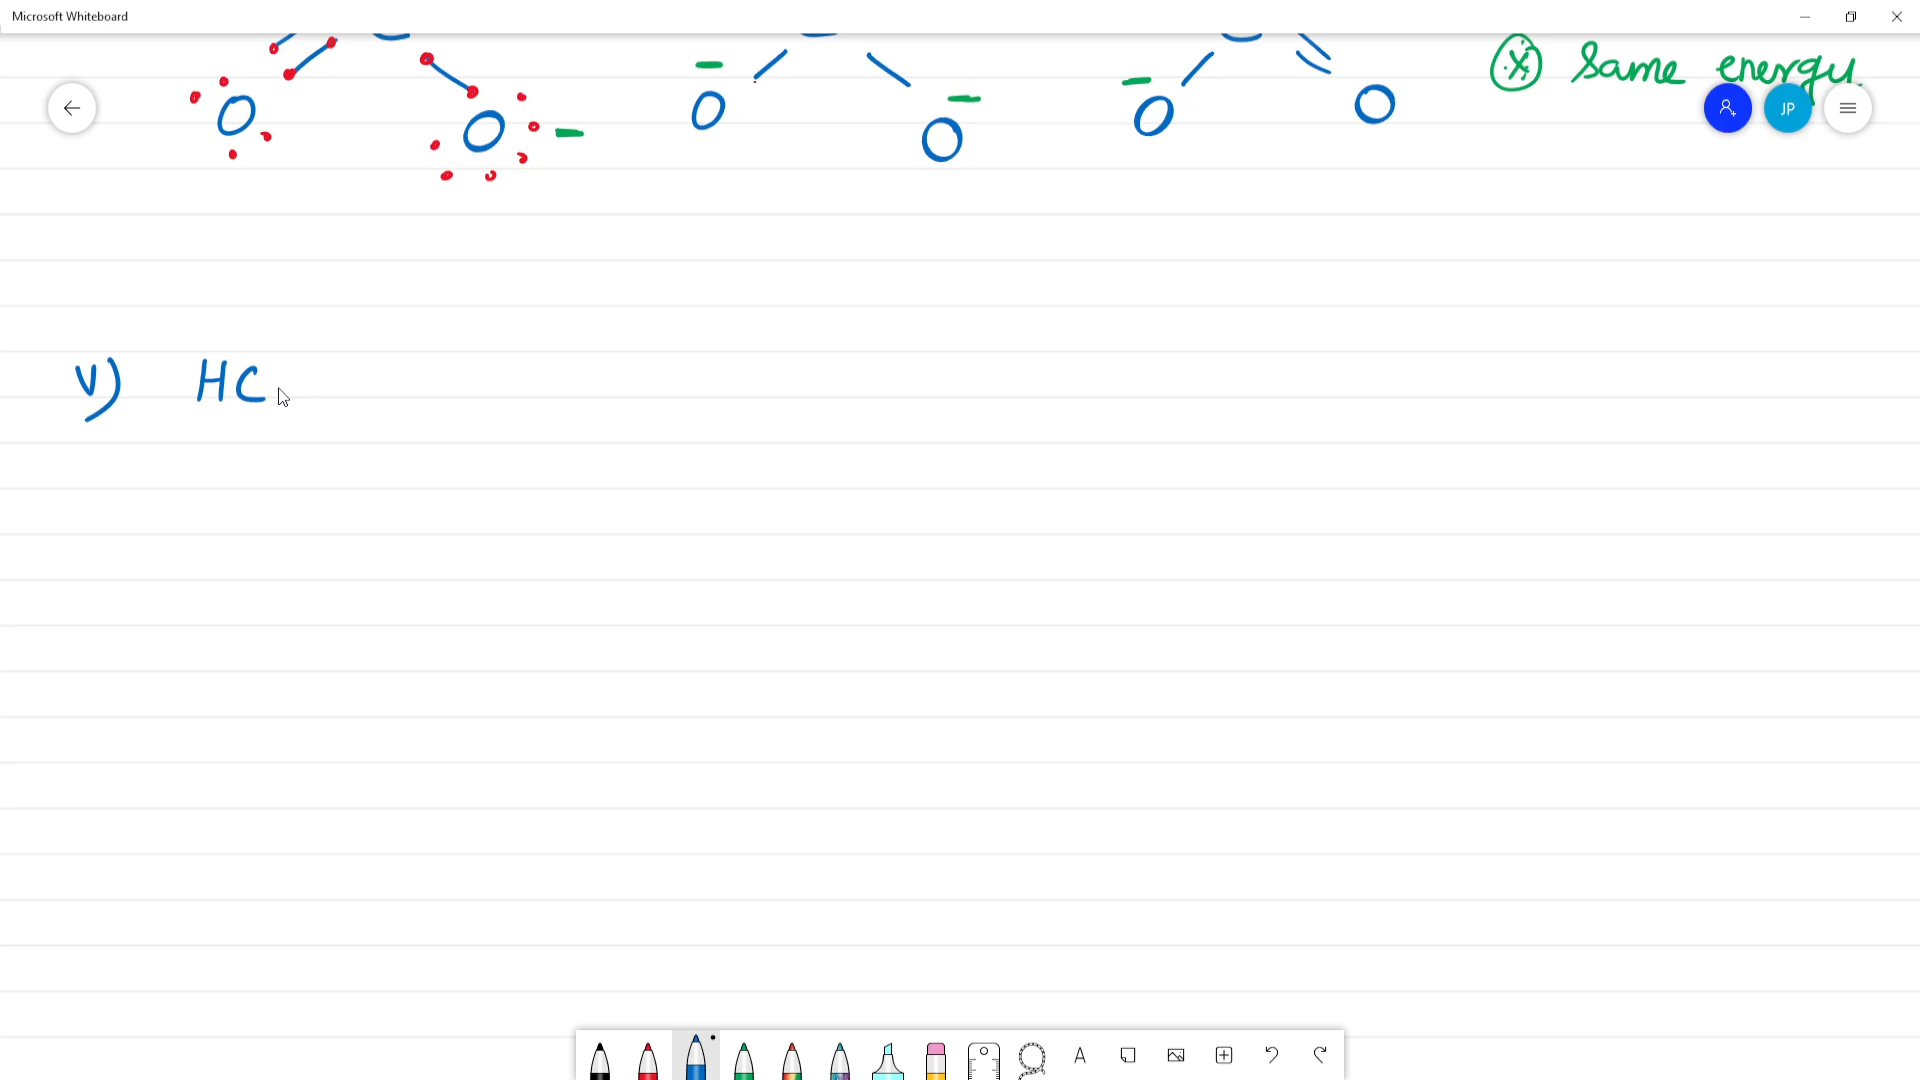 Microsoft Whiteboard
Same energy
JP
O O - - O - O - O O
V) HC
A